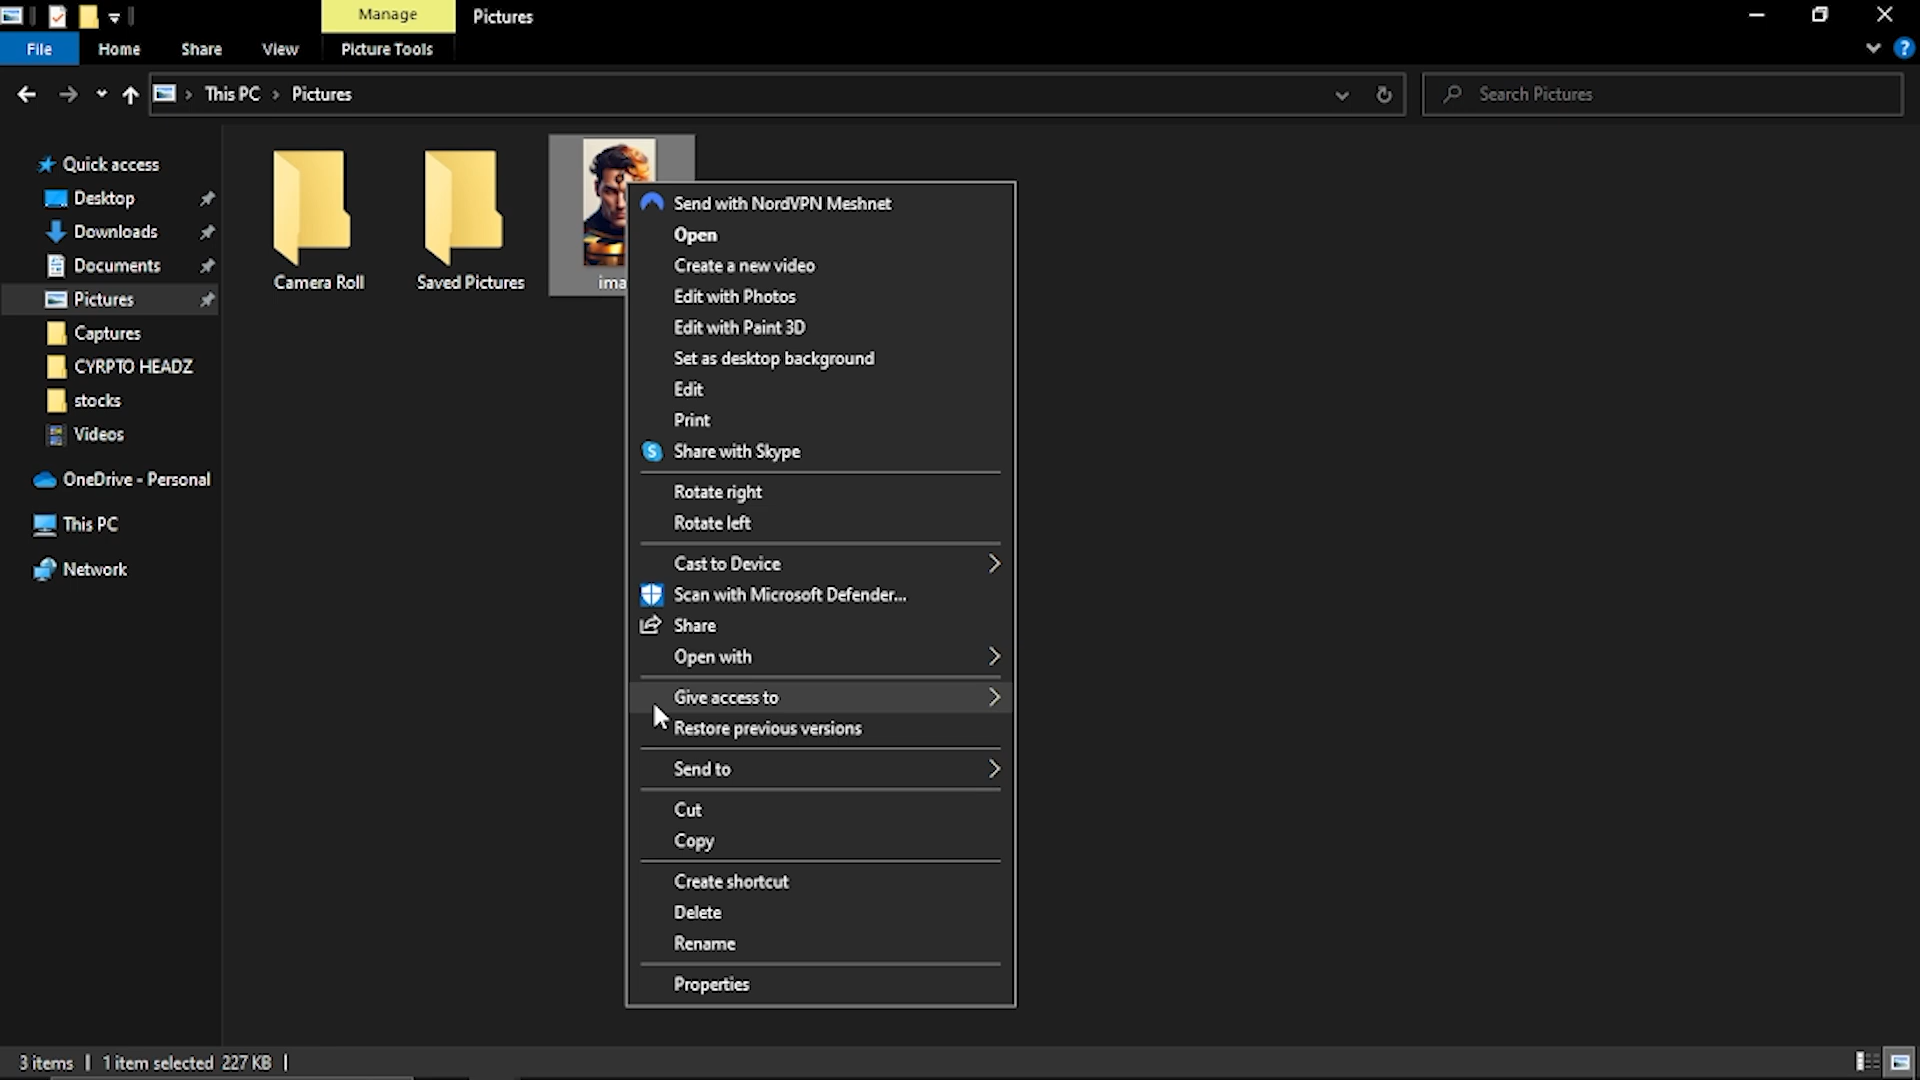 Manage
Pictures
File
Home
Share
View
Picture Tools
This PC
Pictures
Search Pictures
Quick access
Desktop
Downloads
Documents
Pictures
Captures
CYRPTO HEADZ
stocks
Videos
OneDrive - Personal
This PC
Network
Camera Roll
Saved Pictures
ima
Send with NordVPN Meshnet
Open
Create a new video
Edit with Photos
Edit with Paint 3D
Set as desktop background
Edit
Print
Share with Skype
Rotate right
Rotate left
Cast to Device
Scan with Microsoft Defender...
Share
Open with
Give access to
Restore previous versions
Send to
Cut
Copy
Create shortcut
Delete
Rename
Properties
3 items
1 item selected 227 KB